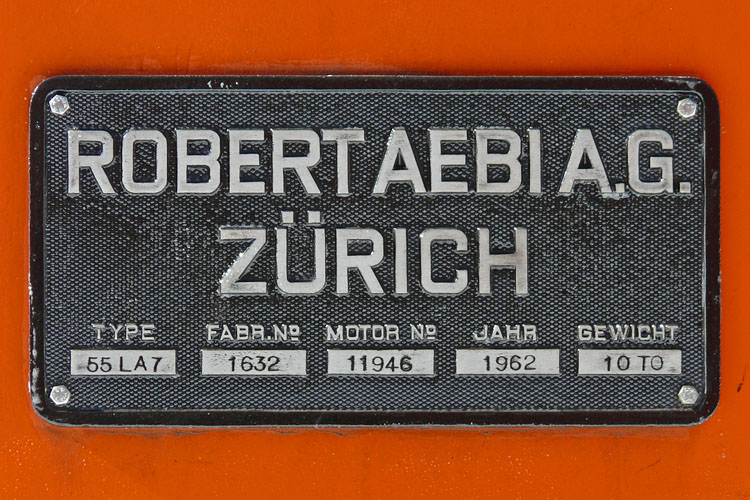 ROBERT AEBI A.G.
ZÜRICH
TYPE FABR.Nº MOTOR Nº JAHR GEWICHT
55 LA7 1632 11946 1962 10 TO